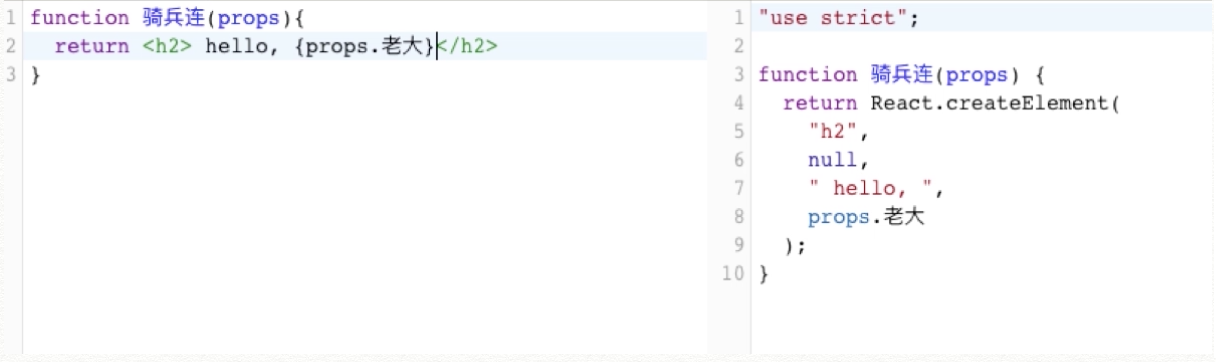 1 function 骑兵连(props){
2   return <h2> hello, {props.老大}</h2>
3 }
1 "use strict";
2
3 function 骑兵连(props) {
4   return React.createElement(
5     "h2",
6     null,
7     " hello, ",
8     props.老大
9   );
10 }